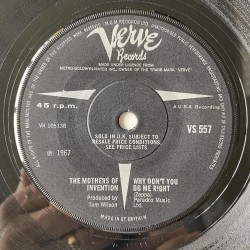 Verve
Records
MADE UNDER LICENCE FROM
METRO-GOLDWYN-MAYER INC., OWNER OF THE TRADE MARK "VERVE"
45 r.p.m.
A U.S.A. Recording
VH 105138
SOLD IN U.K. SUBJECT TO
RESALE PRICE CONDITIONS,
SEE PRICE LISTS
VS 557
℗ 1967
THE MOTHERS OF
INVENTION
Produced by
Tom Wilson
WHY DON'T YOU
DO ME RIGHT
(Zappa)
Paradox Music
Ltd.
MADE IN GT BRITAIN